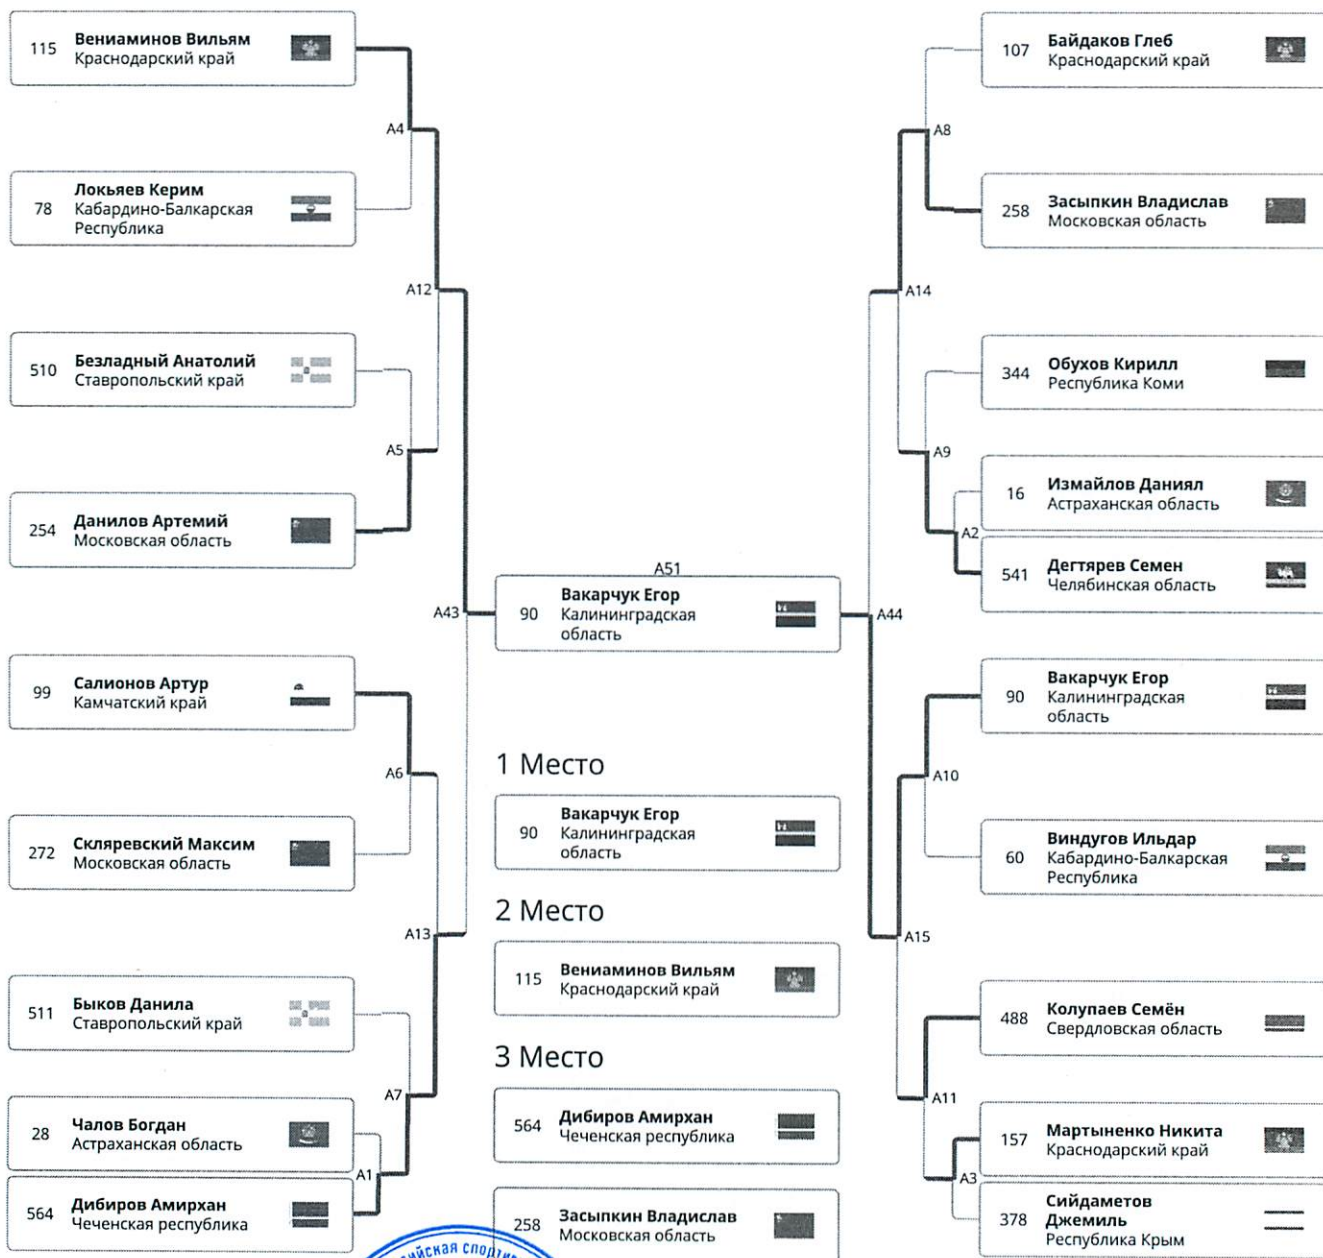 115 Вениаминов Вильям
Краснодарский край
A4
78 Локьяев Керим
Кабардино-Балкарская
Республика
A12
510 Безладный Анатолий
Ставропольский край
A5
254 Данилов Артемий
Московская область
A43
99 Салионов Артур
Камчатский край
A6
272 Скляревский Максим
Московская область
A13
511 Быков Данила
Ставропольский край
A7
28 Чалов Богдан
Астраханская область
A1
564 Дибиров Амирхан
Чеченская республика
A51
90 Вакарчук Егор
Калининградская
область
1 Место
90 Вакарчук Егор
Калининградская
область
2 Место
115 Вениаминов Вильям
Краснодарский край
3 Место
564 Дибиров Амирхан
Чеченская республика
258 Засыпкин Владислав
Московская область
107 Байдаков Глеб
Краснодарский край
A8
258 Засыпкин Владислав
Московская область
A14
344 Обухов Кирилл
Республика Коми
A9
16 Измайлов Даниял
Астраханская область
A2
541 Дегтярев Семен
Челябинская область
A44
90 Вакарчук Егор
Калининградская
область
A10
60 Виндугов Ильдар
Кабардино-Балкарская
Республика
A15
488 Колупаев Семён
Свердловская область
A11
157 Мартыненко Никита
Краснодарский край
A3
378 Сийдаметов
Джемиль
Республика Крым